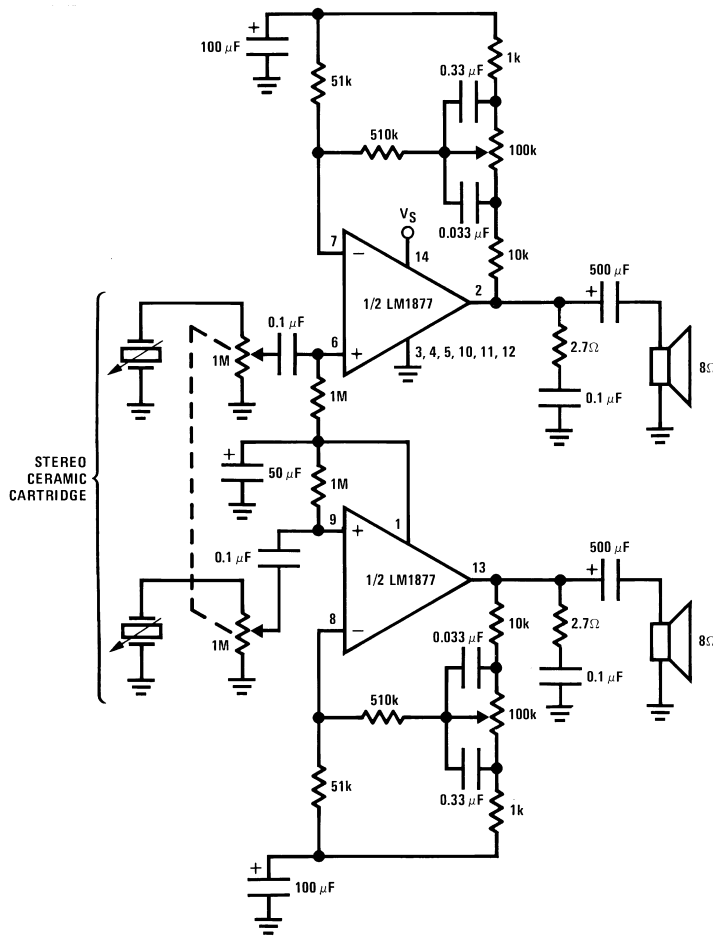 +
100 µF
51k
1k
0.33 µF
510k
100k
0.033 µF
10k
VS
14
7
−
1/2 LM1877
2
+
500 µF
0.1 µF
6
+
3, 4, 5, 10, 11, 12
2.7Ω
0.1 µF
8Ω
1M
1M
+
50 µF
1M
STEREO
CERAMIC
CARTRIDGE
9
+
1
0.1 µF
1/2 LM1877
13
+
500 µF
8
−
1M
10k
2.7Ω
0.033 µF
0.1 µF
8Ω
510k
100k
51k
0.33 µF
1k
+
100 µF